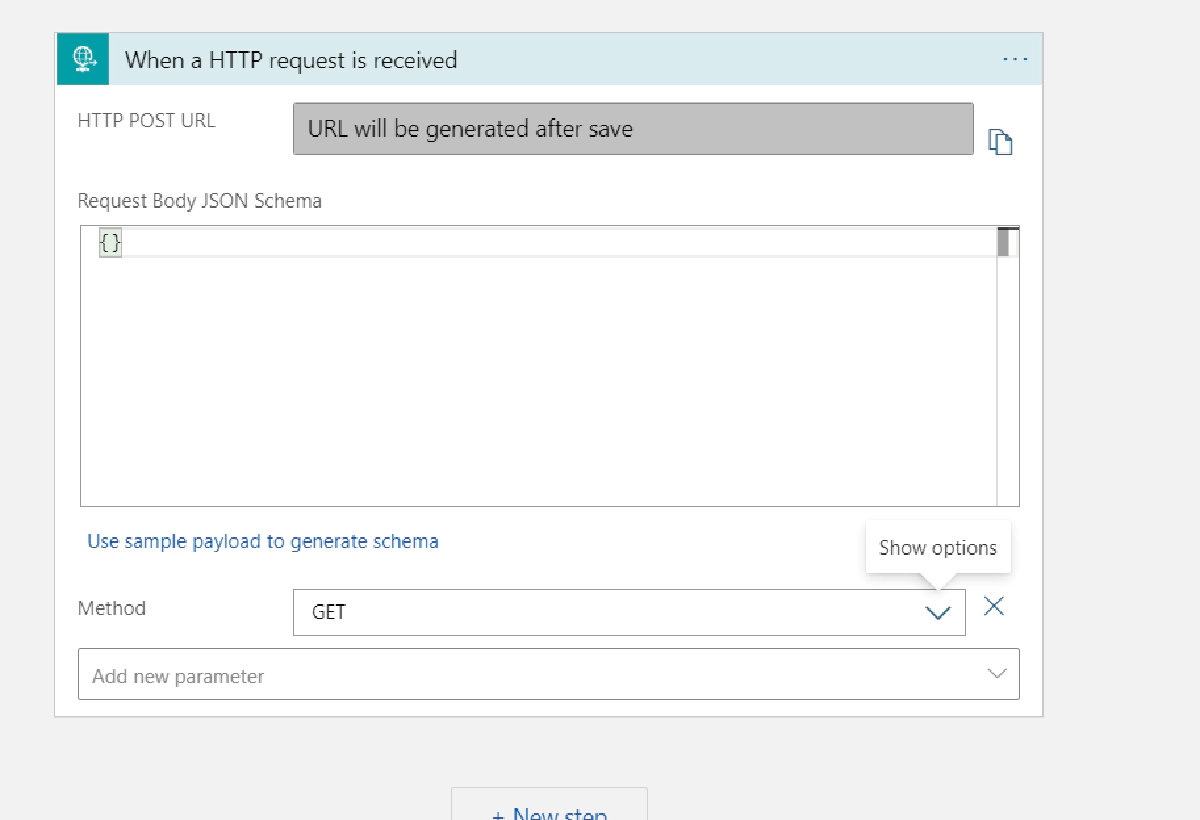 When a HTTP request is received
...
HTTP POST URL
URL will be generated after save
Request Body JSON Schema
{}
Use sample payload to generate schema
Show options
Method
GET
Add new parameter
+ New step